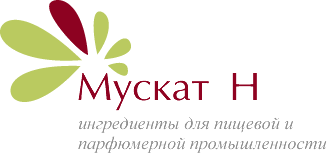 Мускат Н
ингредиенты для пищевой и
парфюмерной промышленности